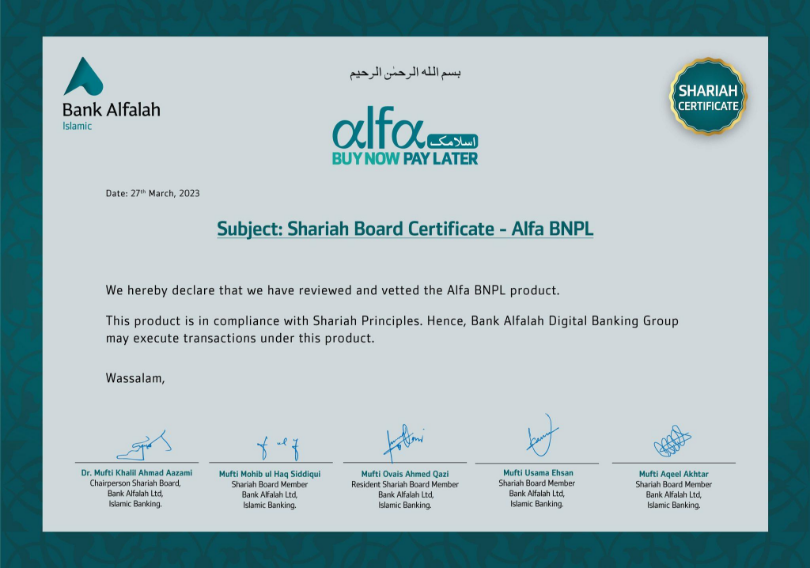 بسم الله الرحمٰن الرحيم
Bank Alfalah
Islamic
SHARIAH
CERTIFICATE
alfa اسلامک
BUY NOW PAY LATER
Date: 27th March, 2023
Subject: Shariah Board Certificate - Alfa BNPL
We hereby declare that we have reviewed and vetted the Alfa BNPL product.
This product is in compliance with Shariah Principles. Hence, Bank Alfalah Digital Banking Group
may execute transactions under this product.
Wassalam,
Dr. Mufti Khalil Ahmad Aazami
Chairperson Shariah Board,
Bank Alfalah Ltd,
Islamic Banking.
Mufti Mohib ul Haq Siddiqui
Shariah Board Member
Bank Alfalah Ltd,
Islamic Banking.
Mufti Ovais Ahmed Qazi
Resident Shariah Board Member
Bank Alfalah Ltd,
Islamic Banking.
Mufti Usama Ehsan
Shariah Board Member
Bank Alfalah Ltd,
Islamic Banking.
Mufti Aqeel Akhtar
Shariah Board Member
Bank Alfalah Ltd,
Islamic Banking.